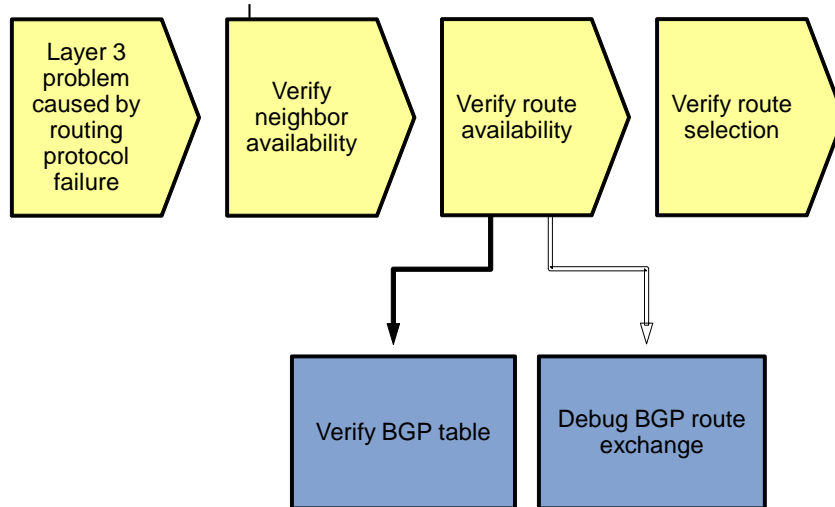 Layer 3
problem
caused by
routing
protocol
failure
Verify
neighbor
availability
Verify route
availability
Verify route
selection
Verify BGP table
Debug BGP route
exchange